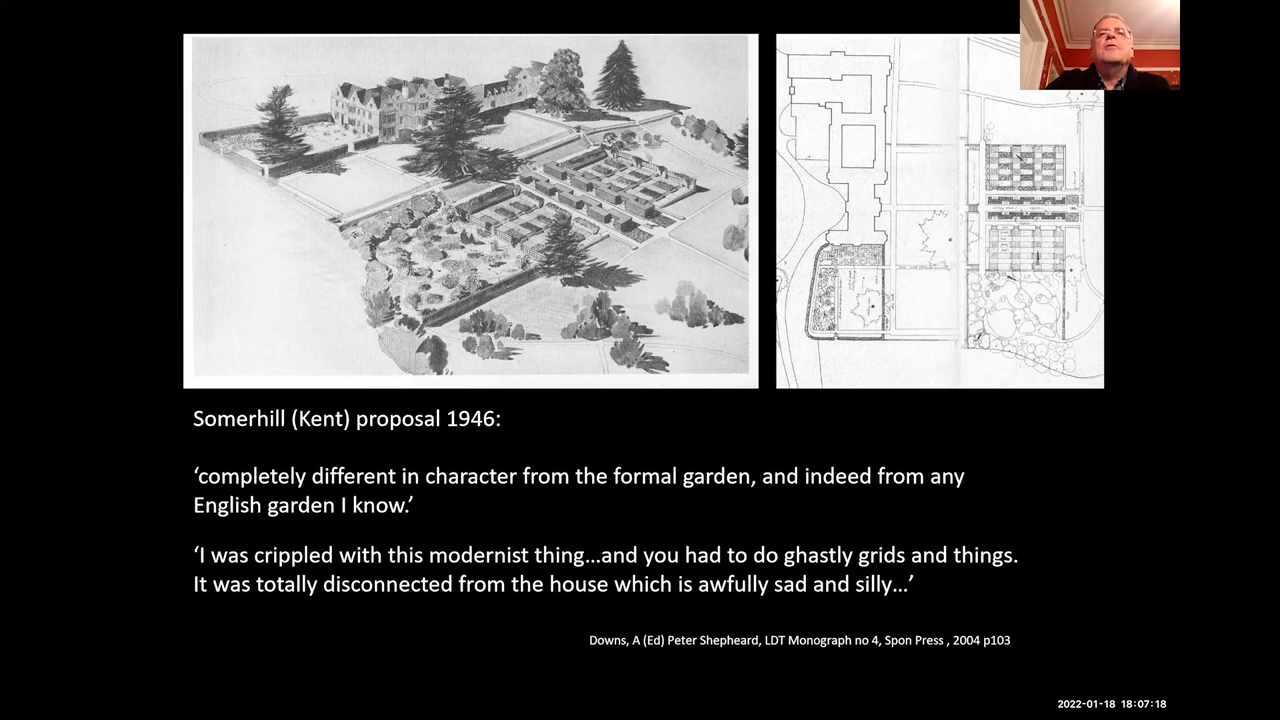 Somerhill (Kent) proposal 1946:
‘completely different in character from the formal garden, and indeed from any
English garden I know.’
‘I was crippled with this modernist thing…and you had to do ghastly grids and things.
It was totally disconnected from the house which is awfully sad and silly…’
Downs, A (Ed) Peter Shepheard, LDT Monograph no 4, Spon Press , 2004 p103
2022-01-18 18:07:18